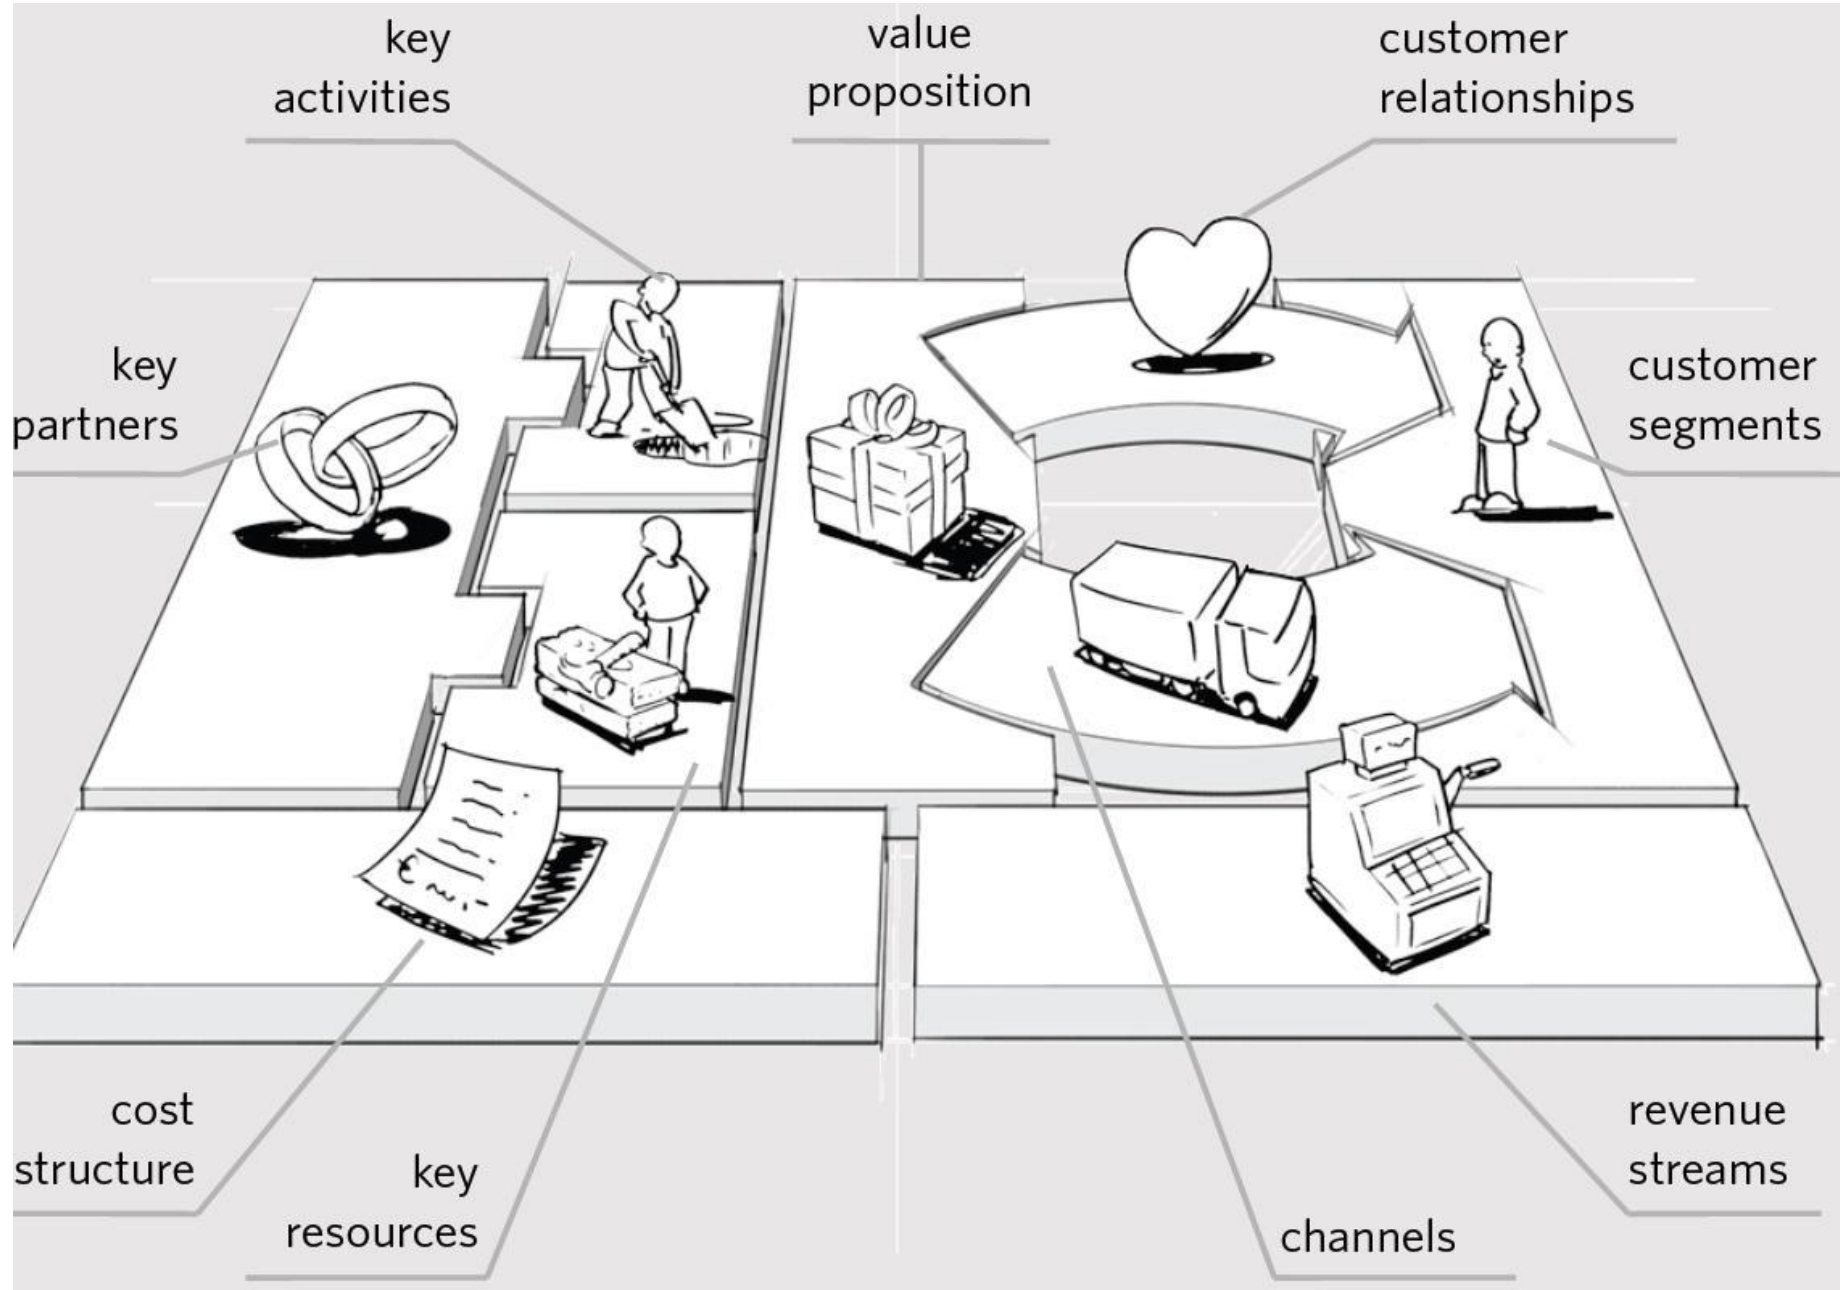 key
activities
value
proposition
customer
relationships
key
partners
customer
segments
cost
structure
key
resources
channels
revenue
streams